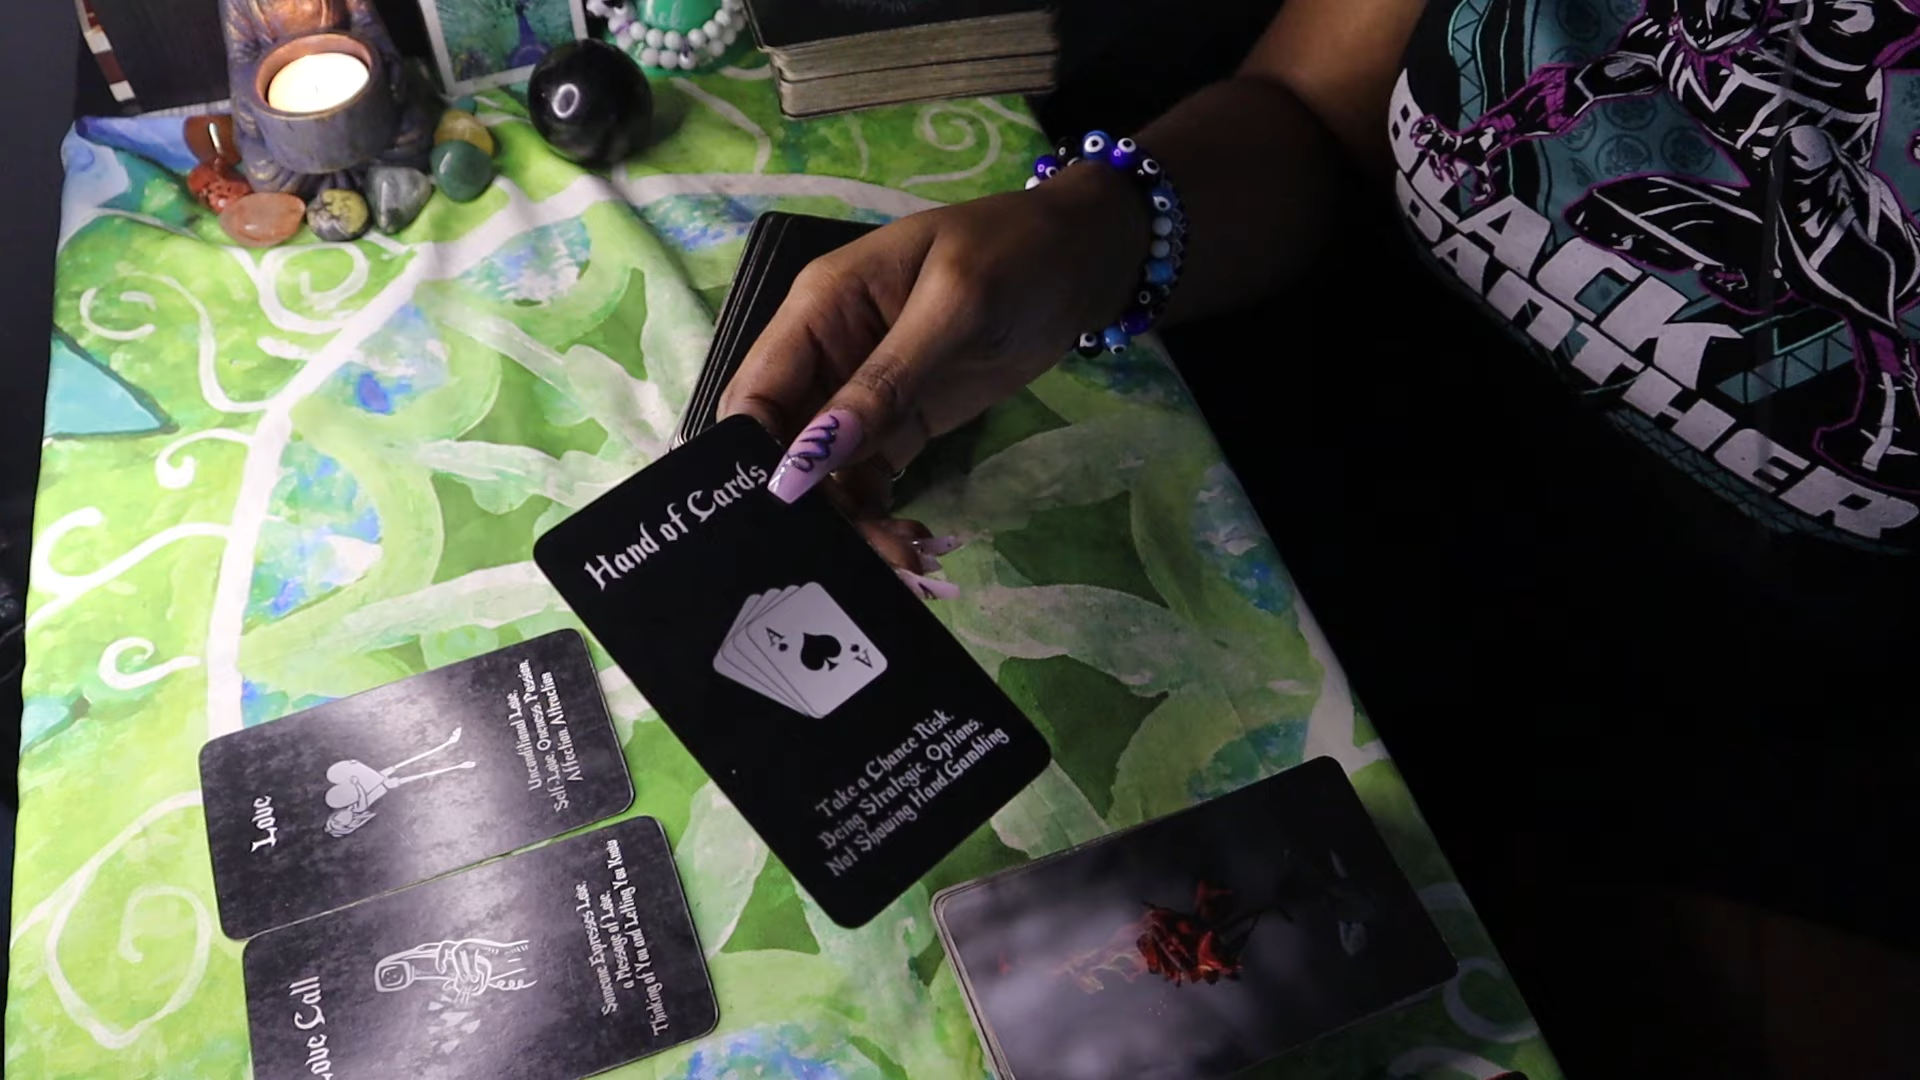 Hand of Cards
A
A
Take a Chance Risk,
Being Strategic, Options,
Not Showing Hand, Gambling
Love
Unconditional Love,
Self-Love, Oneness, Passion,
Affection, Attraction
Love Call
Someone Expresses Love,
a Message of Love,
Thinking of You and Letting You Know
BLACK
PANTHER